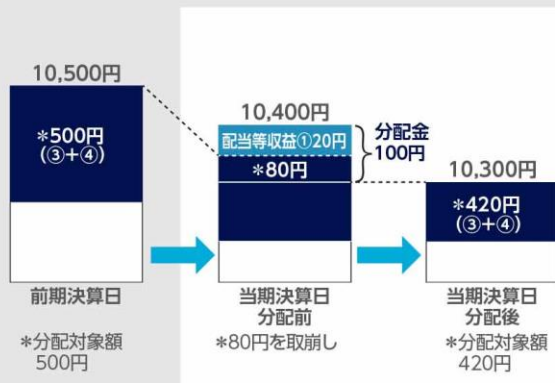 10,500円
*500円
(③+④)
前期決算日
*分配対象額
500円
10,400円
配当等収益①20円
*80円
分配金
100円
当期決算日
分配前
*80円を取崩し
10,300円
*420円
(③+④)
当期決算日
分配後
*分配対象額
420円